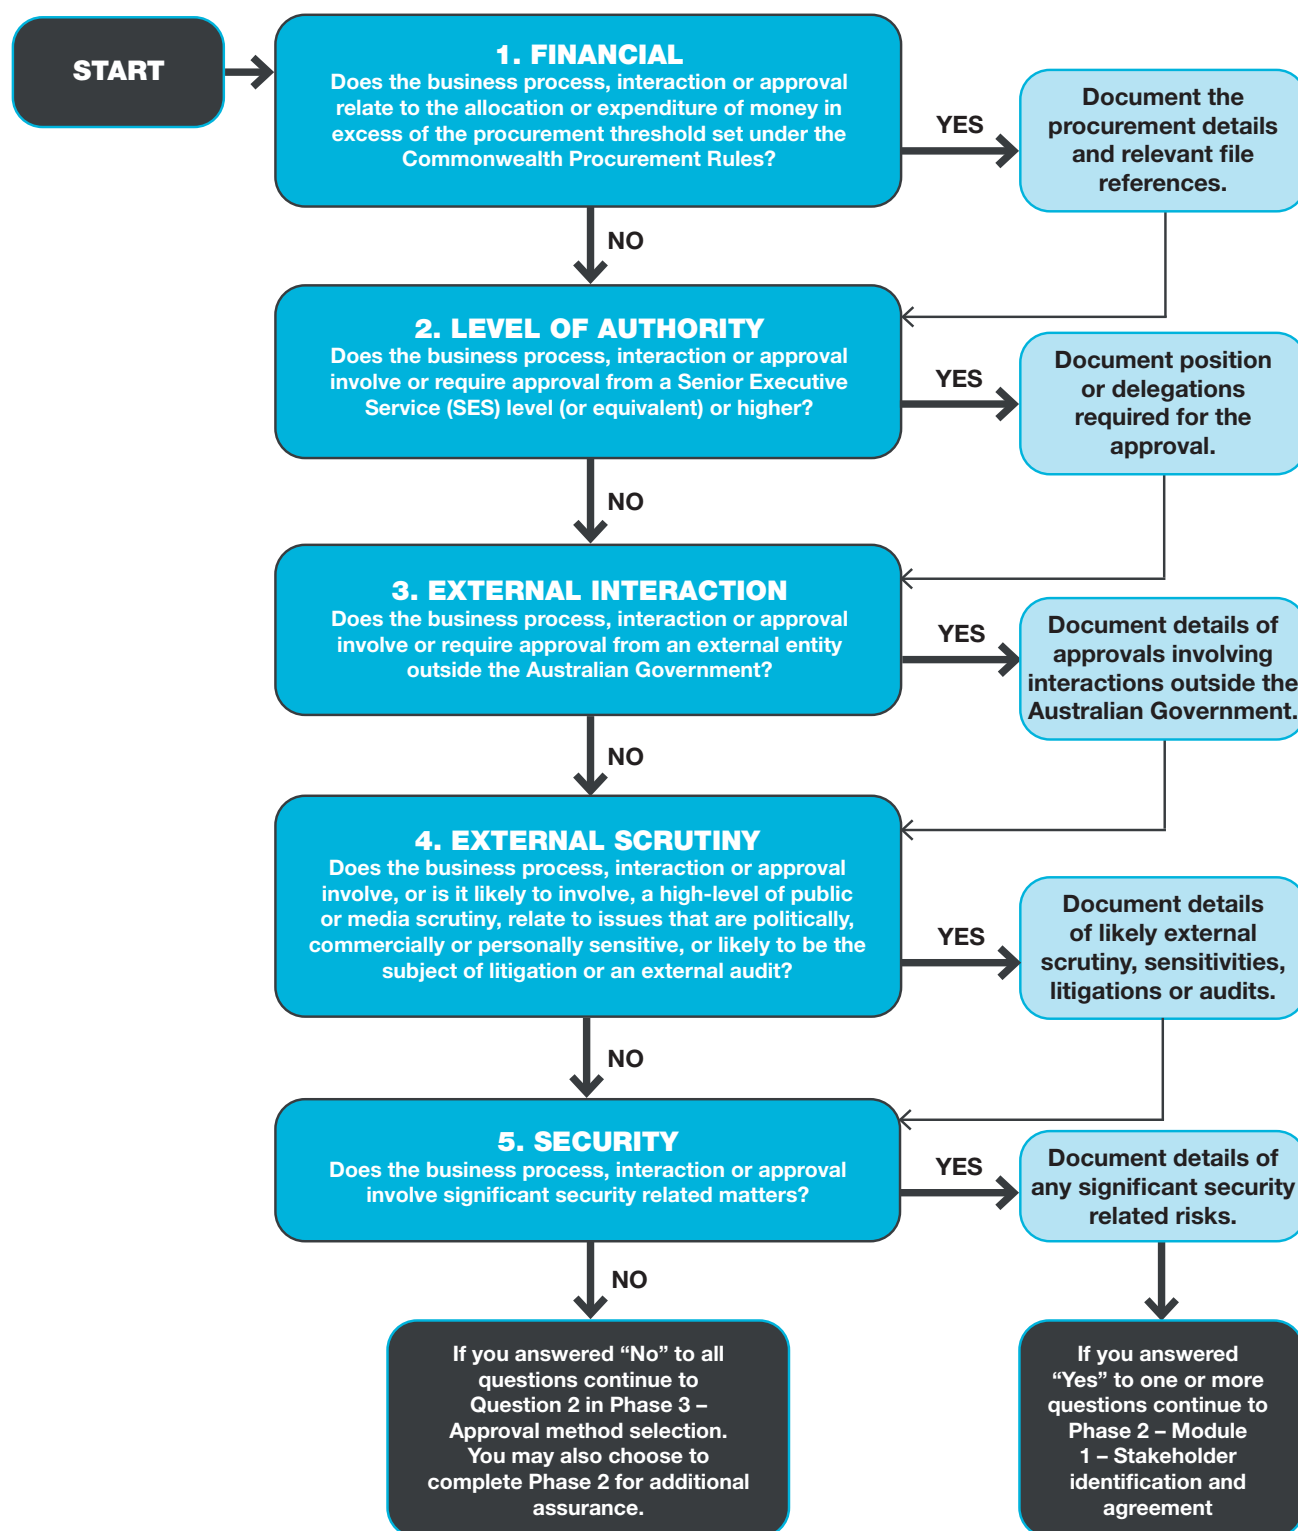 START
1. FINANCIAL
Does the business process, interaction or approval
relate to the allocation or expenditure of money in
excess of the procurement threshold set under the
Commonwealth Procurement Rules?
YES
Document the
procurement details
and relevant file
references.
NO
2. LEVEL OF AUTHORITY
Does the business process, interaction or approval
involve or require approval from a Senior Executive
Service (SES) level (or equivalent) or higher?
YES
Document position
or delegations
required for the
approval.
NO
3. EXTERNAL INTERACTION
Does the business process, interaction or approval
involve or require approval from an external entity
outside the Australian Government?
YES
Document details of
approvals involving
interactions outside the
Australian Government.
NO
4. EXTERNAL SCRUTINY
Does the business process, interaction or approval
involve, or is it likely to involve, a high-level of public
or media scrutiny, relate to issues that are politically,
commercially or personally sensitive, or likely to be the
subject of litigation or an external audit?
YES
Document details
of likely external
scrutiny, sensitivities,
litigations or audits.
NO
5. SECURITY
Does the business process, interaction or approval
involve significant security related matters?
YES
Document details of
any significant security
related risks.
NO
If you answered “No” to all
questions continue to
Question 2 in Phase 3 –
Approval method selection.
You may also choose to
complete Phase 2 for additional
assurance.
If you answered
“Yes” to one or more
questions continue to
Phase 2 – Module
1 – Stakeholder
identification and
agreement